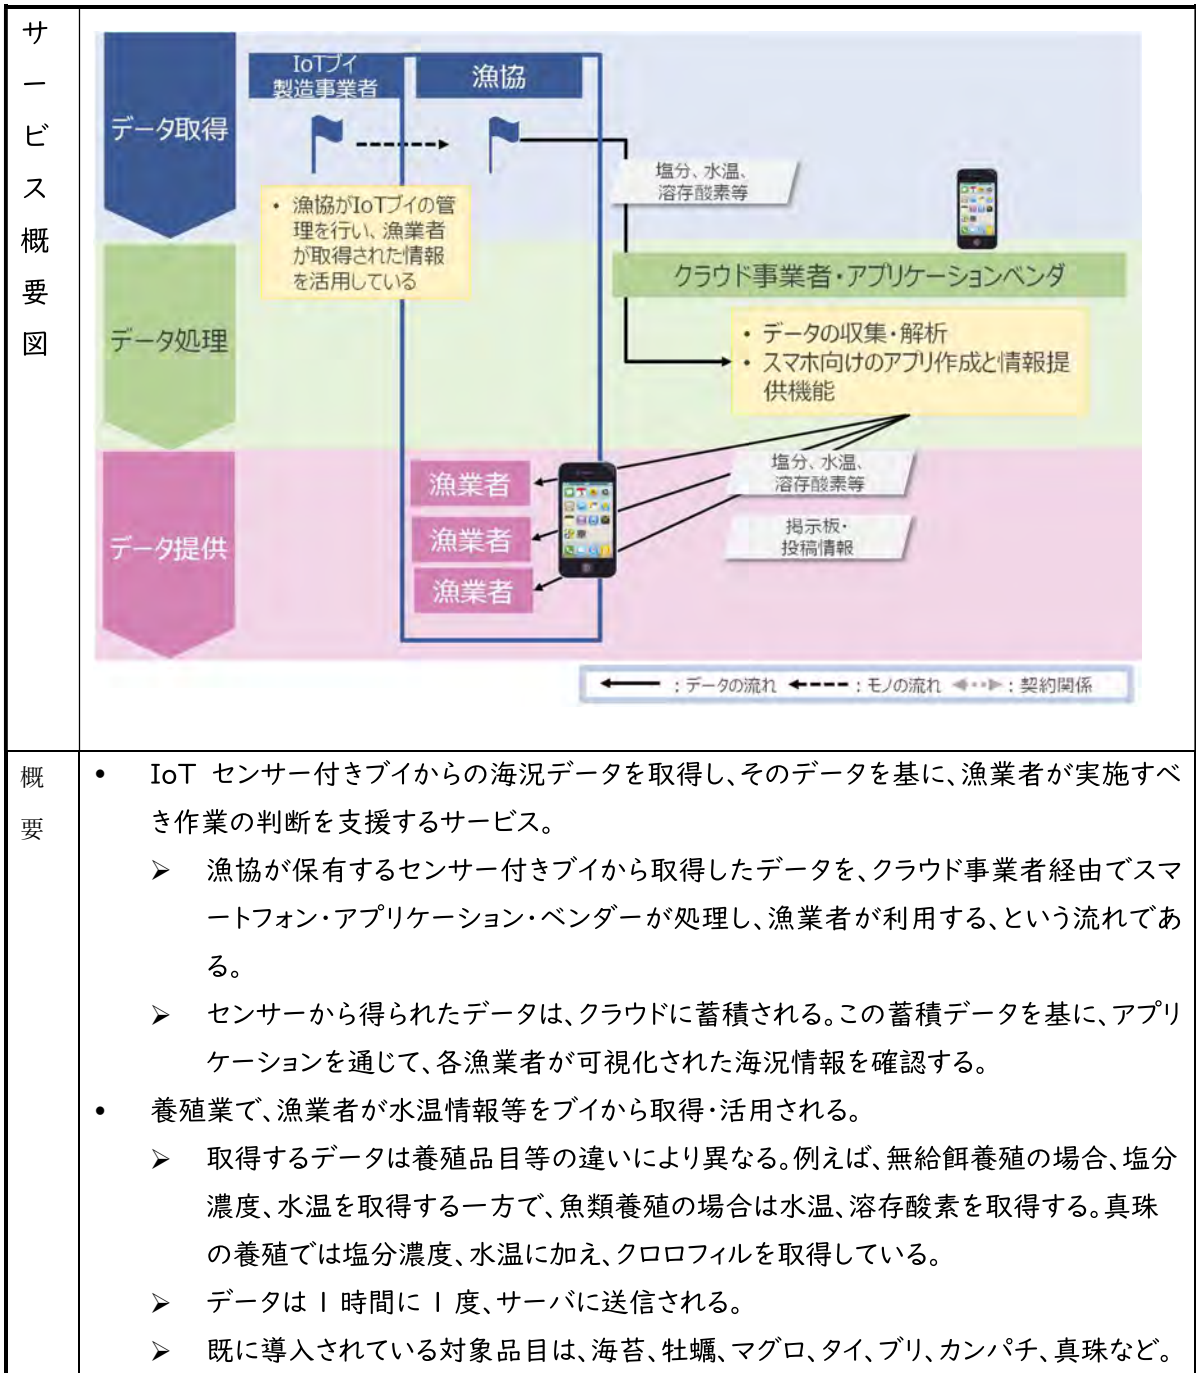 サービス概要図
データ取得
IoTブイ
製造事業者
漁協
塩分、水温、
溶存酸素等
・ 漁協がIoTブイの管
理を行い、漁業者
が取得された情報
を活用している
クラウド事業者・アプリケーションベンダ
データ処理
・ データの収集・解析
・ スマホ向けのアプリ作成と情報提
供機能
データ提供
漁業者
漁業者
漁業者
塩分、水温、
溶存酸素等
掲示板・
投稿情報
：データの流れ ：モノの流れ ：契約関係
概要
• IoT センサー付きブイからの海況データを取得し、そのデータを基に、漁業者が実施すべ
き作業の判断を支援するサービス。
➢ 漁協が保有するセンサー付きブイから取得したデータを、クラウド事業者経由でスマ
ートフォン・アプリケーション・ベンダーが処理し、漁業者が利用する、という流れであ
る。
➢ センサーから得られたデータは、クラウドに蓄積される。この蓄積データを基に、アプリ
ケーションを通じて、各漁業者が可視化された海況情報を確認する。
• 養殖業で、漁業者が水温情報等をブイから取得・活用される。
➢ 取得するデータは養殖品目等の違いにより異なる。例えば、無給餌養殖の場合、塩分
濃度、水温を取得する一方で、魚類養殖の場合は水温、溶存酸素を取得する。真珠
の養殖では塩分濃度、水温に加え、クロロフィルを取得している。
➢ データは1時間に1度、サーバに送信される。
➢ 既に導入されている対象品目は、海苔、牡蠣、マグロ、タイ、ブリ、カンパチ、真珠など。